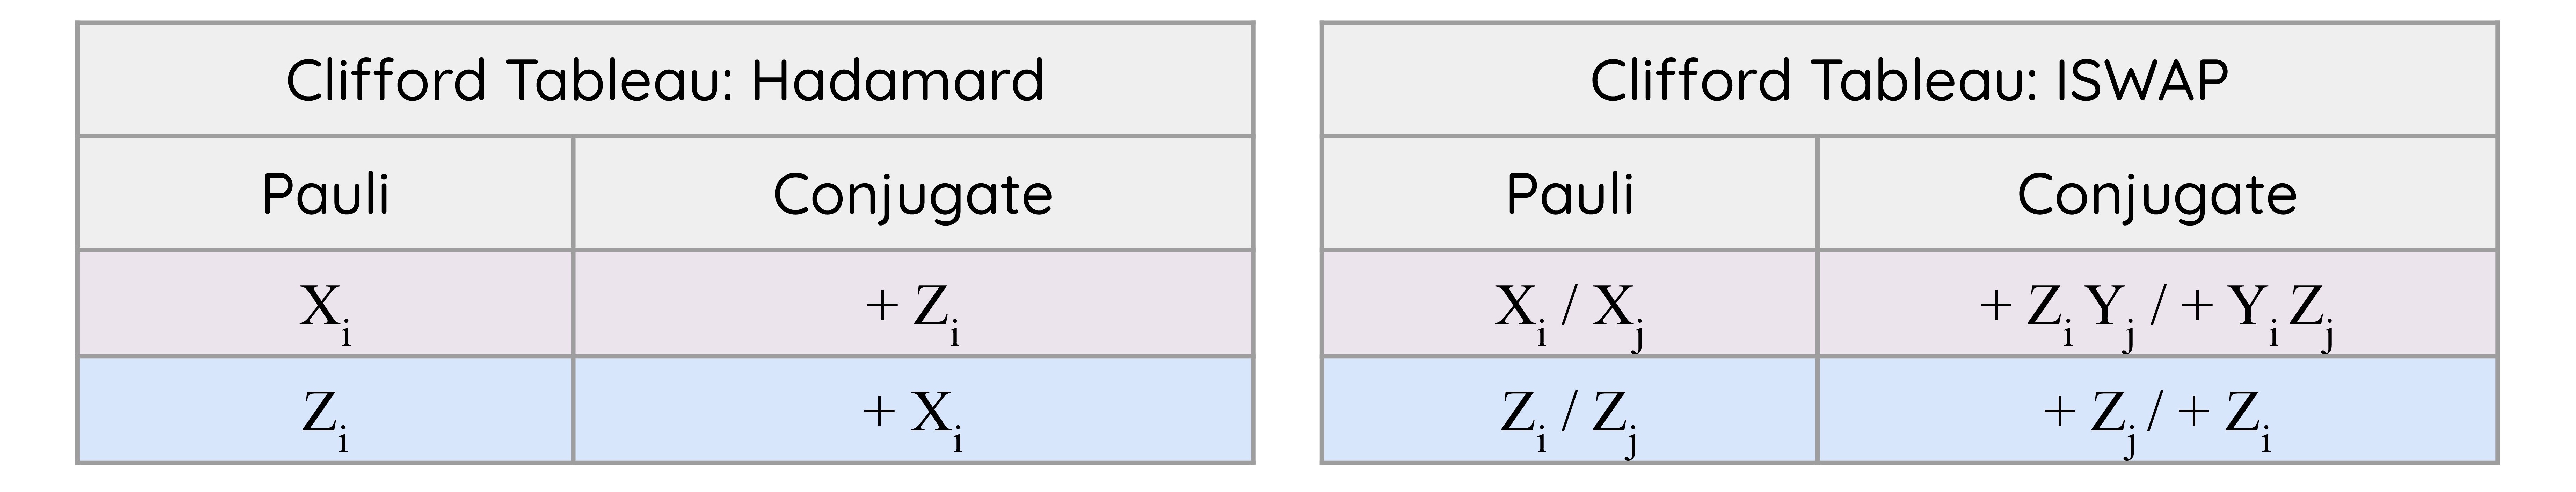 Clifford Tableau: Hadamard
Pauli Conjugate
X_i + Z_i
Z_i + X_i
Clifford Tableau: ISWAP
Pauli Conjugate
X_i / X_j + Z_i Y_j / + Y_i Z_j
Z_i / Z_j + Z_j / + Z_i